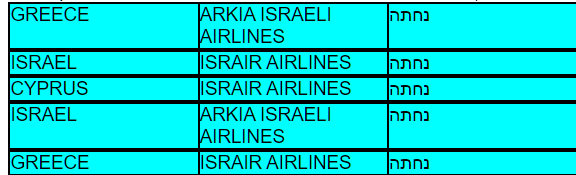 GREECE ARKIA ISRAELI נחתה
AIRLINES
ISRAEL ISRAIR AIRLINES נחתה
CYPRUS ISRAIR AIRLINES נחתה
ISRAEL ARKIA ISRAELI נחתה
AIRLINES
GREECE ISRAIR AIRLINES נחתה